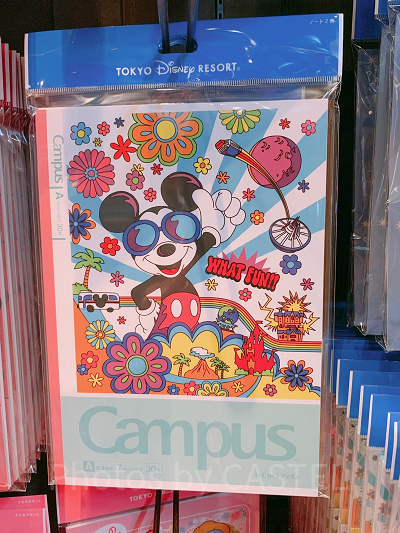 ノート2冊
TOKYO Disney RESORT
Campus A
WHAT FUN!!
Campus
A
TOKYO
Photos by CASTEL